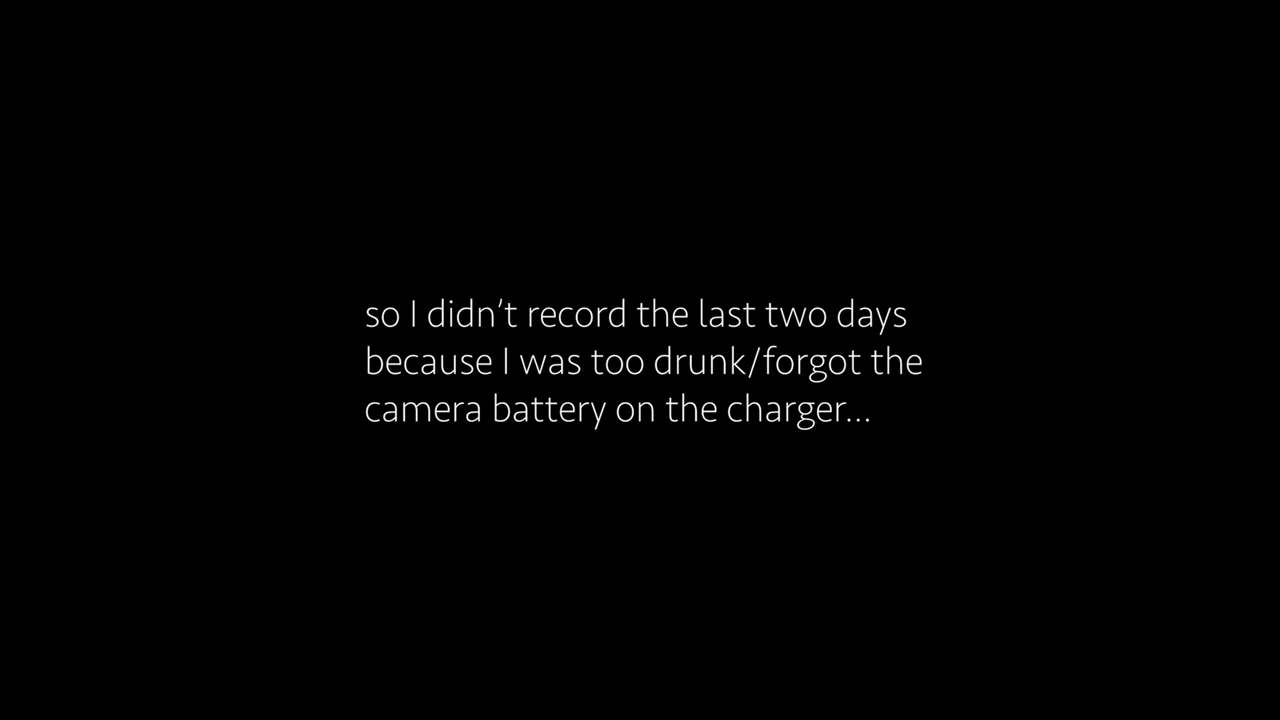 so I didn't record the last two days
because I was too drunk/forgot the
camera battery on the charger...